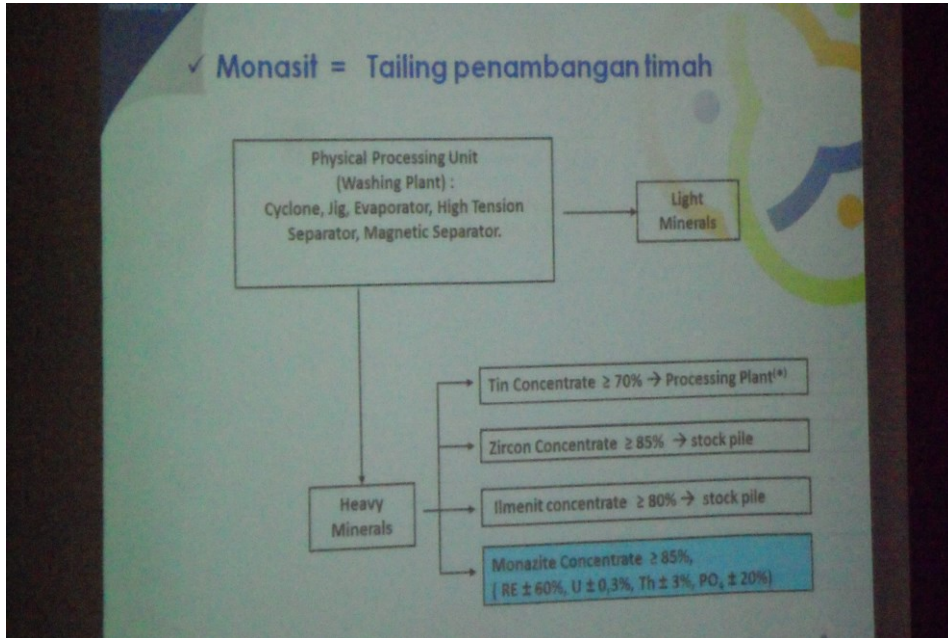 ✓ Monasit = Tailing penambangan timah
Physical Processing Unit
(Washing Plant) :
Cyclone, Jig, Evaporator, High Tension
Separator, Magnetic Separator.
Light
Minerals
Heavy
Minerals
Tin Concentrate ≥ 70% → Processing Plant(*)
Zircon Concentrate ≥ 85% → stock pile
Ilmenit concentrate ≥ 80% → stock pile
Monazite Concentrate ≥ 85%,
( RE ± 60%, U ± 0,3%, Th ± 3%, PO₄ ± 20%)